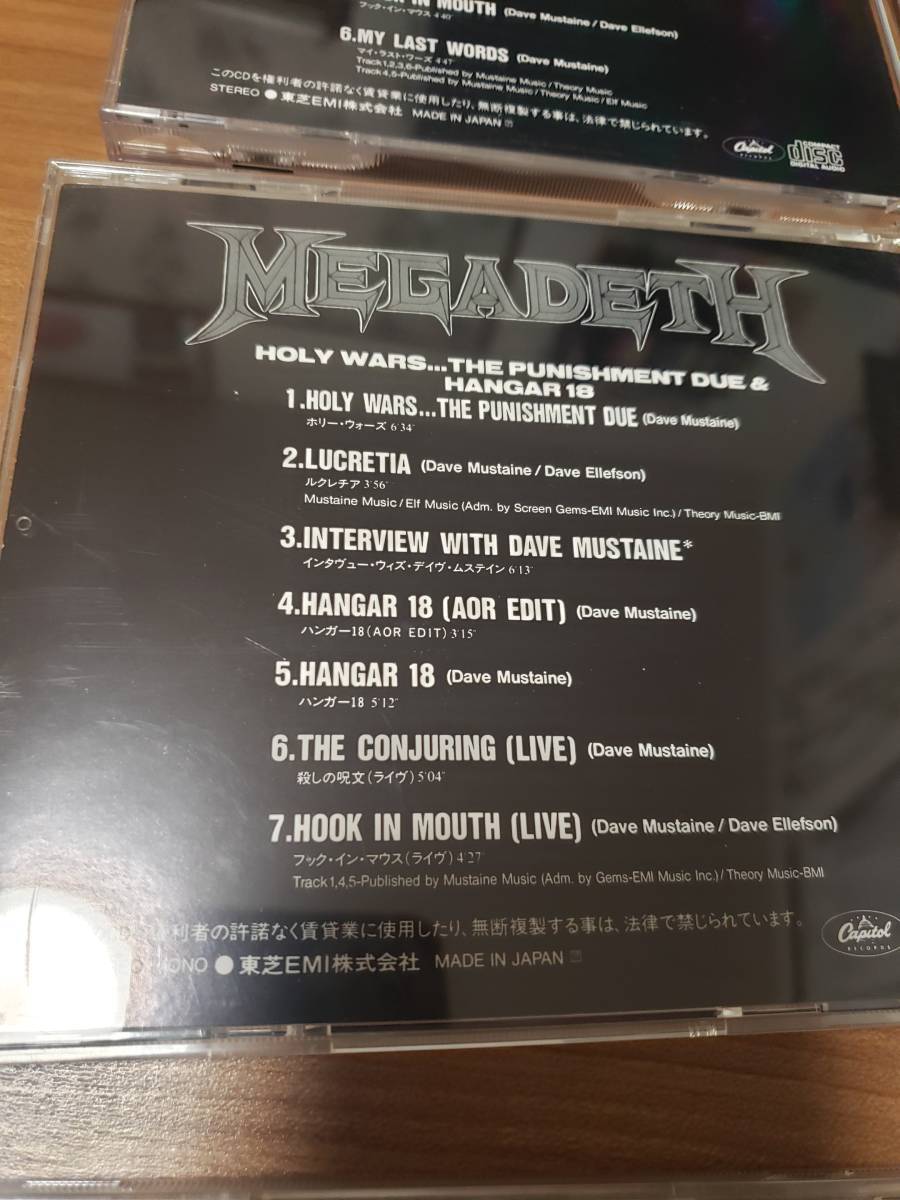 IN MOUTH (Dave Mustaine / Dave Ellefson)
フック・イン・マウス 4'40"
6.MY LAST WORDS (Dave Mustaine)
マイ・ラスト・ワーズ 4'47"
Track1,2,3,6-Published by Mustaine Music / Theory Music
Track4,5-Published by Mustaine Music / Theory Music / Elf Music
このCDを権利者の許諾なく賃貸業に使用したり、無断複製する事は、法律で禁じられています。
STEREO ● 東芝EMI株式会社 MADE IN JAPAN
Capitol
RECORDS
COMPACT
disc
DIGITAL AUDIO
MEGADETH
HOLY WARS...THE PUNISHMENT DUE &
HANGAR 18
1.HOLY WARS...THE PUNISHMENT DUE (Dave Mustaine)
ホリー・ウォーズ 6'34"
2.LUCRETIA (Dave Mustaine / Dave Ellefson)
ルクレチア 3'56"
Mustaine Music / Elf Music (Adm. by Screen Gems-EMI Music Inc.) / Theory Music-BMI
3.INTERVIEW WITH DAVE MUSTAINE*
インタヴュー・ウィズ・デイヴ・ムステイン 6'13"
4.HANGAR 18 (AOR EDIT) (Dave Mustaine)
ハンガー18(AOR EDIT) 3'15"
5.HANGAR 18 (Dave Mustaine)
ハンガー18 5'12"
6.THE CONJURING (LIVE) (Dave Mustaine)
殺しの呪文(ライヴ) 5'04"
7.HOOK IN MOUTH (LIVE) (Dave Mustaine / Dave Ellefson)
フック・イン・マウス(ライヴ) 4'27"
Track1,4,5-Published by Mustaine Music (Adm. by Gems-EMI Music Inc.) / Theory Music-BMI
利者の許諾なく賃貸業に使用したり、無断複製する事は、法律で禁じられています。
ONO ● 東芝EMI株式会社 MADE IN JAPAN
Capitol
RECORDS